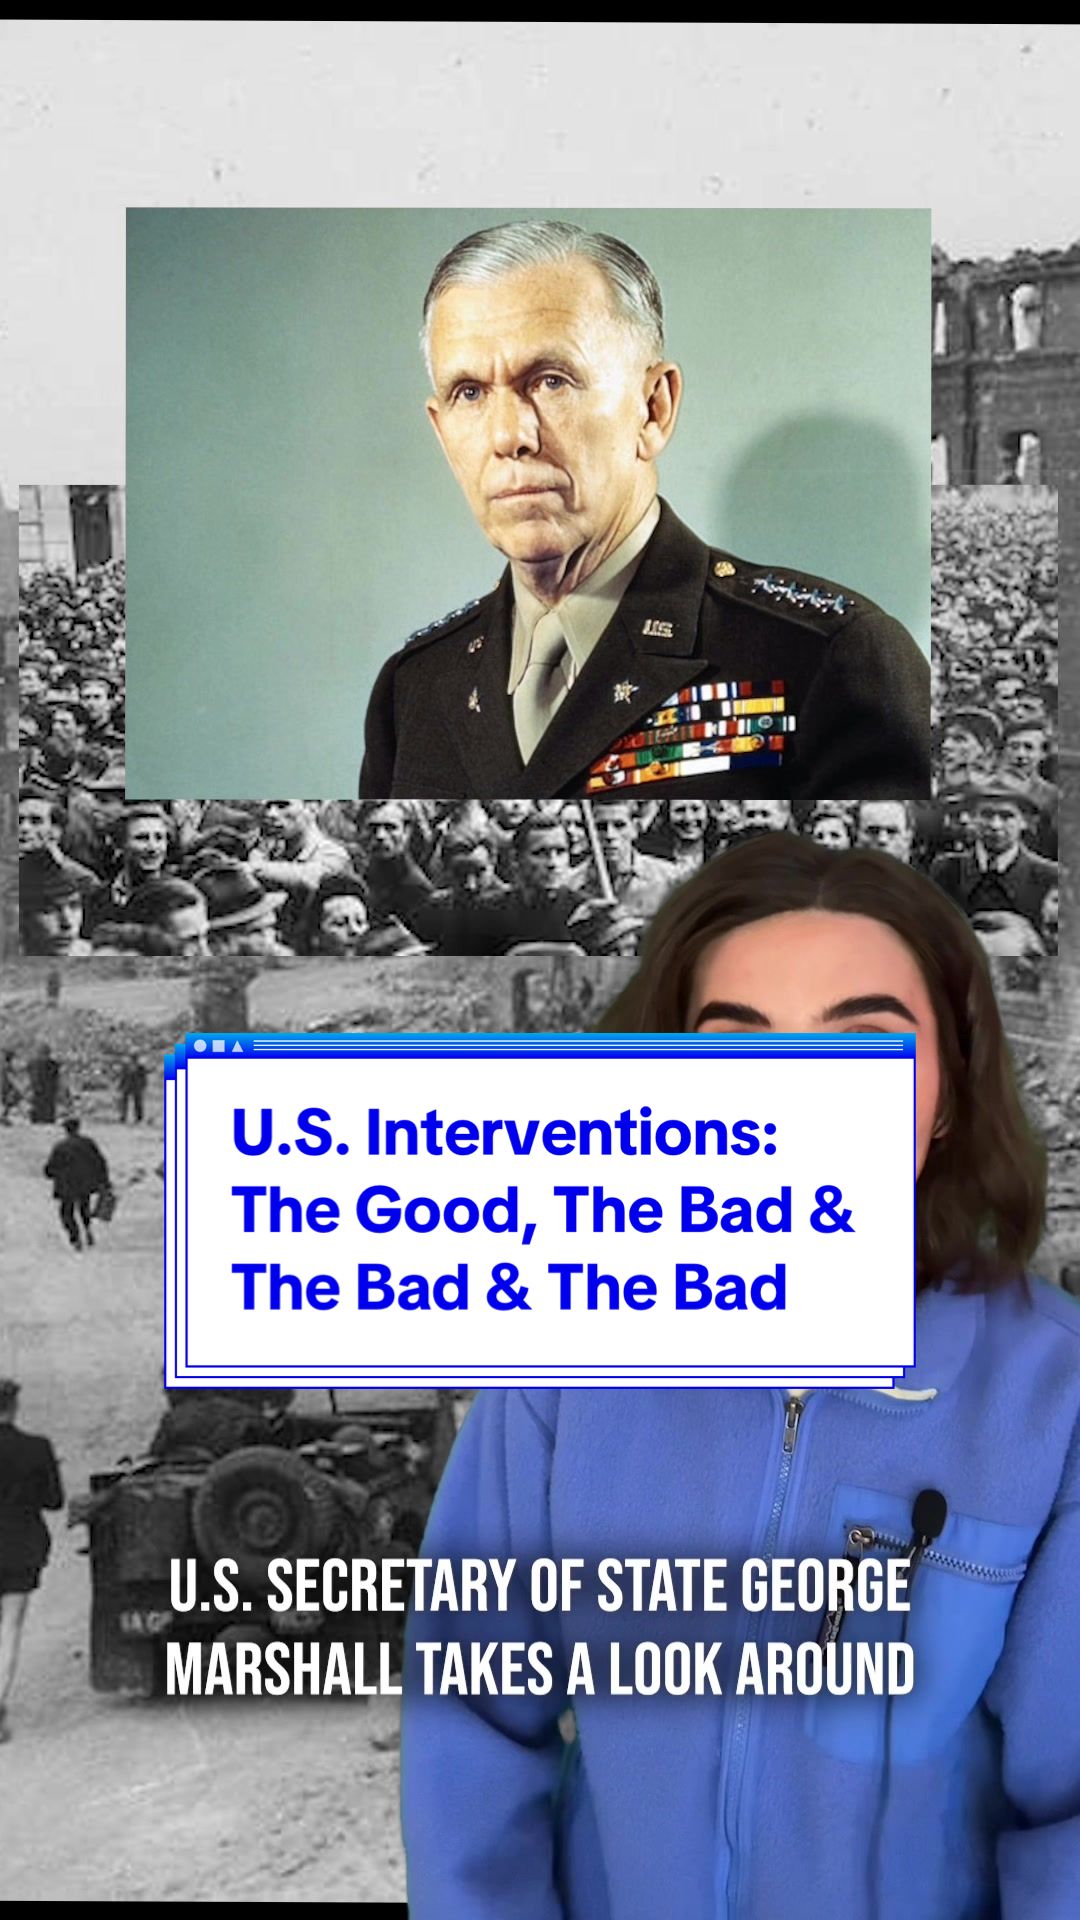 U.S.
U.S. Interventions:
The Good, The Bad &
The Bad & The Bad
U.S. SECRETARY OF STATE GEORGE
MARSHALL TAKES A LOOK AROUND